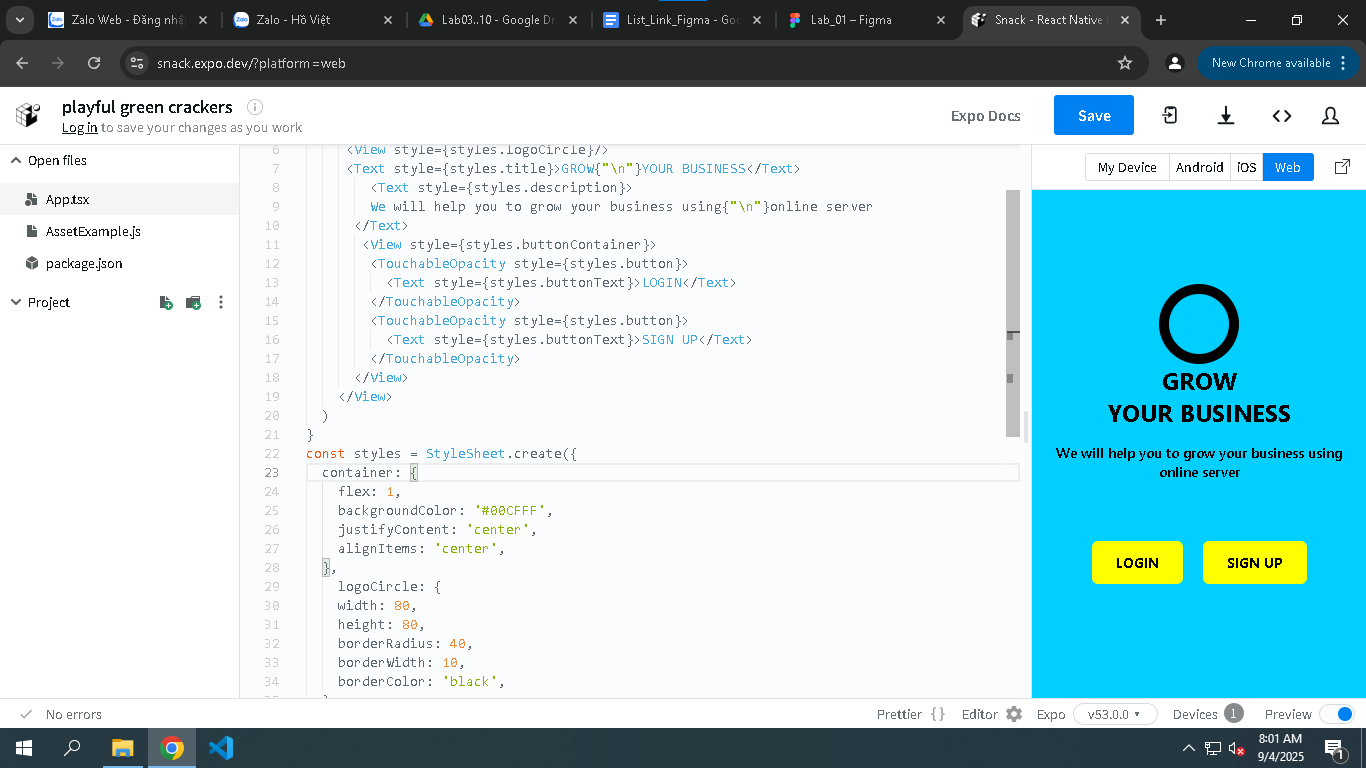 Zalo Web - Đăng nhập
Zalo - Hồ Việt
Lab03..10 - Google Dr
List_Link_Figma - Goo
Lab_01 – Figma
Snack - React Native
snack.expo.dev/?platform=web
New Chrome available
playful green crackers
Log in to save your changes as you work
Expo Docs
Save
Open files
App.tsx
AssetExample.js
package.json
Project
6 <View style={styles.logoCircle}/>
7 <Text style={styles.title}>GROW{"\n"}YOUR BUSINESS</Text>
8 <Text style={styles.description}>
9 We will help you to grow your business using{"\n"}online server
10 </Text>
11 <View style={styles.buttonContainer}>
12 <TouchableOpacity style={styles.button}>
13 <Text style={styles.buttonText}>LOGIN</Text>
14 </TouchableOpacity>
15 <TouchableOpacity style={styles.button}>
16 <Text style={styles.buttonText}>SIGN UP</Text>
17 </TouchableOpacity>
18 </View>
19 </View>
20 )
21 }
22 const styles = StyleSheet.create({
23 container: {
24 flex: 1,
25 backgroundColor: '#00CFFF',
26 justifyContent: 'center',
27 alignItems: 'center',
28 },
29 logoCircle: {
30 width: 80,
31 height: 80,
32 borderRadius: 40,
33 borderWidth: 10,
34 borderColor: 'black',
My Device
Android
iOS
Web
GROW
YOUR BUSINESS
We will help you to grow your business using
online server
LOGIN
SIGN UP
No errors
Prettier {}
Editor
Expo
v53.0.0
Devices 1
Preview
8:01 AM
9/4/2025
1